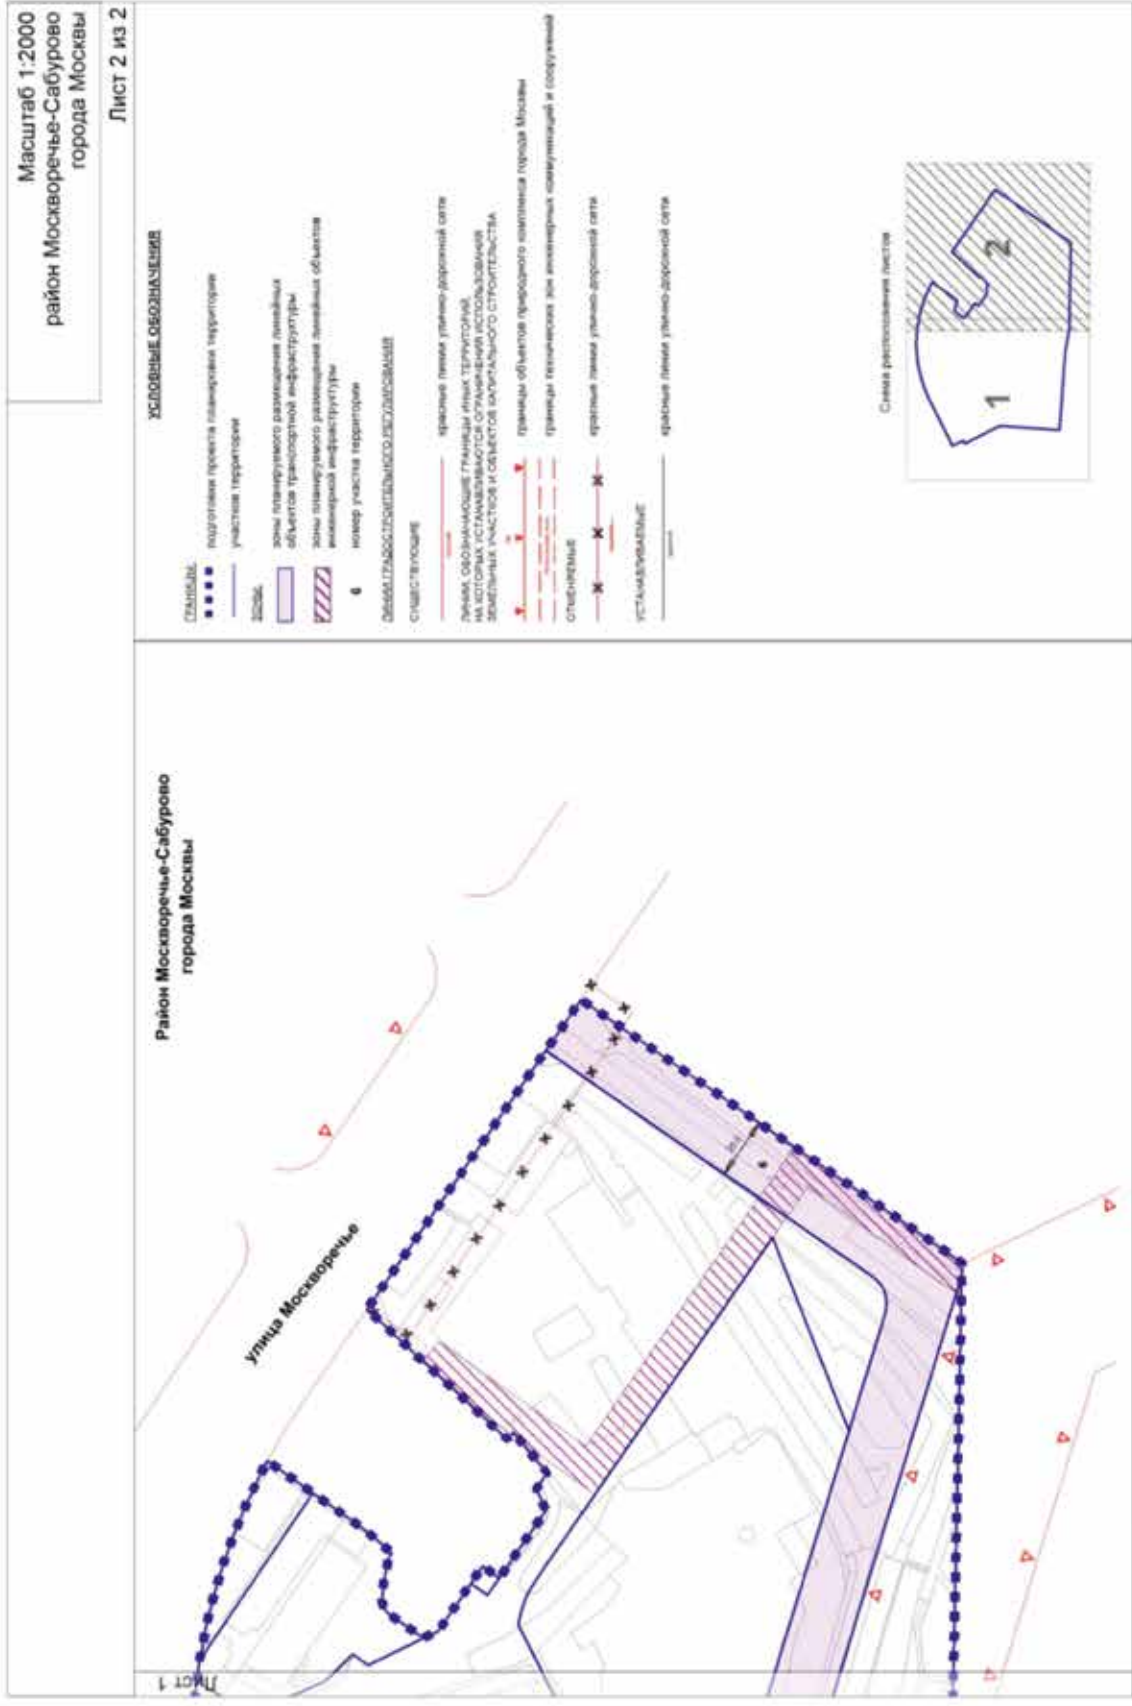 Масштаб 1:2000
район Москворечье-Сабурово
города Москвы
Лист 2 из 2
Район Москворечье-Сабурово
города Москвы
улица Москворечье
6
Лист 1
УСЛОВНЫЕ ОБОЗНАЧЕНИЯ
ГРАНИЦЫ:
подготовки проекта планировки территории
участков территории
ЗОНЫ:
зоны планируемого размещения линейных
объектов транспортной инфраструктуры
зоны планируемого размещения линейных объектов
инженерной инфраструктуры
6 номер участка территории
ЛИНИИ ГРАДОСТРОИТЕЛЬНОГО РЕГУЛИРОВАНИЯ
СУЩЕСТВУЮЩИЕ
красные линии улично-дорожной сети
ЛИНИИ, ОБОЗНАЧАЮЩИЕ ГРАНИЦЫ ИНЫХ ТЕРРИТОРИЙ,
НА КОТОРЫХ УСТАНАВЛИВАЮТСЯ ОГРАНИЧЕНИЯ ИСПОЛЬЗОВАНИЯ
ЗЕМЕЛЬНЫХ УЧАСТКОВ И ОБЪЕКТОВ КАПИТАЛЬНОГО СТРОИТЕЛЬСТВА
границы объектов природного комплекса города Москвы
границы технических зон инженерных коммуникаций и сооружений
ОТМЕНЯЕМЫЕ
красные линии улично-дорожной сети
УСТАНАВЛИВАЕМЫЕ
красные линии улично-дорожной сети
Схема расположения листов
1
2